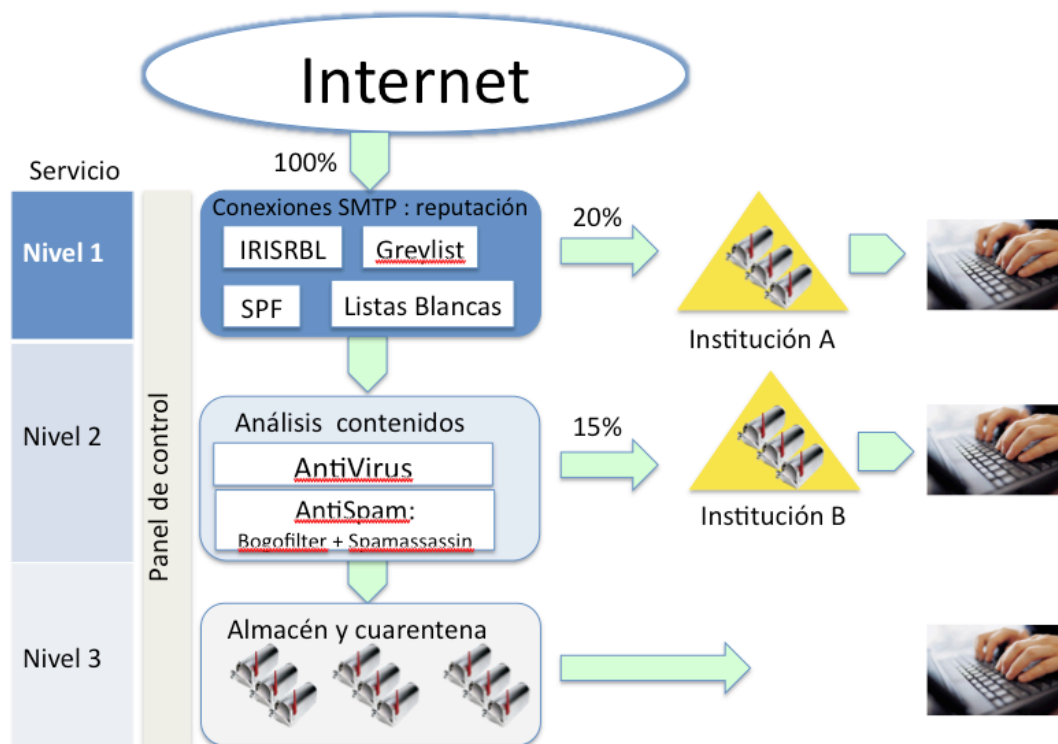 Internet
100%
Servicio
Conexiones SMTP : reputación
20%
Nivel 1
IRISRBL
Greylist
SPF
Listas Blancas
Institución A
Panel de control
Nivel 2
Análisis contenidos
15%
AntiVirus
AntiSpam:
Bogofilter + Spamassassin
Institución B
Nivel 3
Almacén y cuarentena